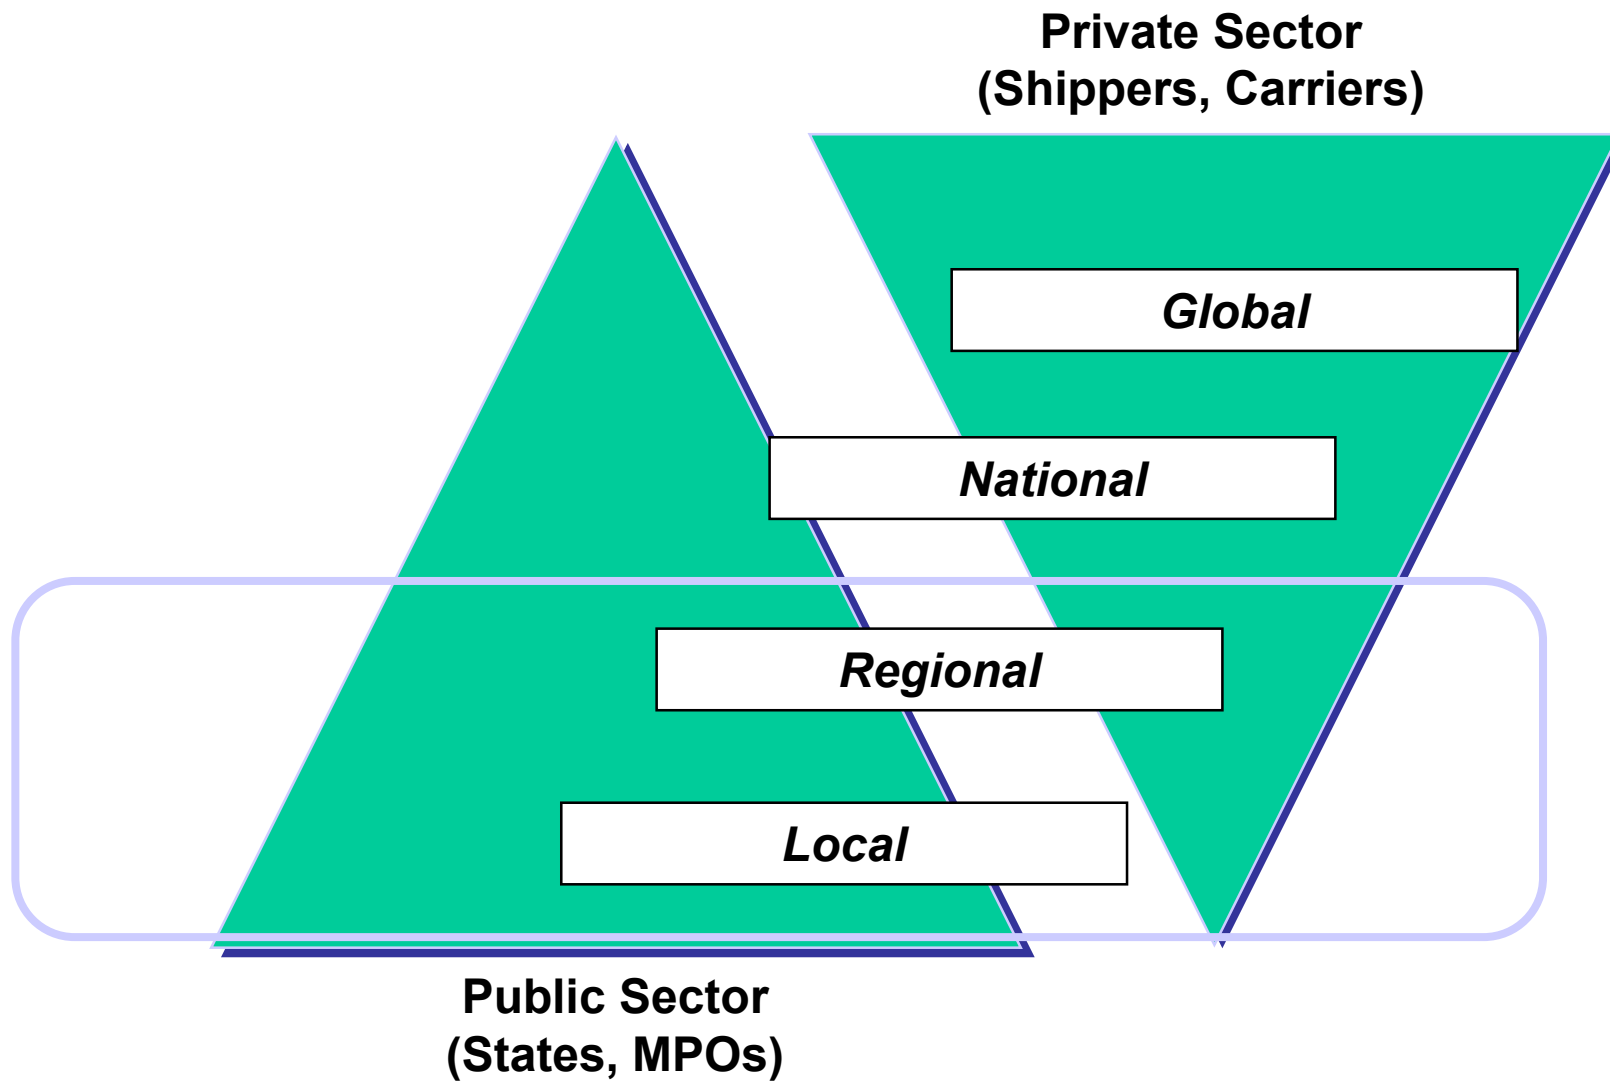 Private Sector
(Shippers, Carriers)
Global
National
Regional
Local
Public Sector
(States, MPOs)